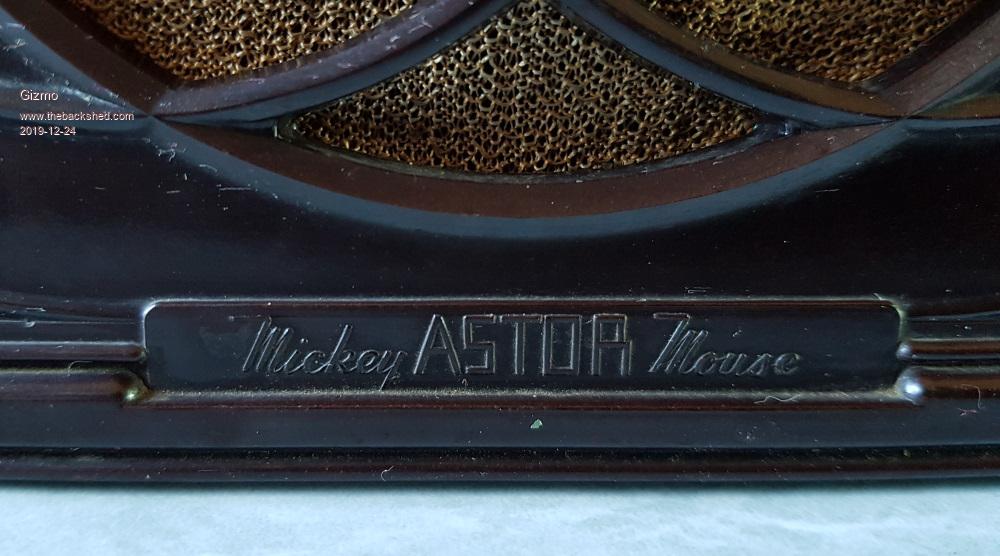 Gizmo
www.thebackshed.com
2019-12-24
Mickey ASTOR Mouse